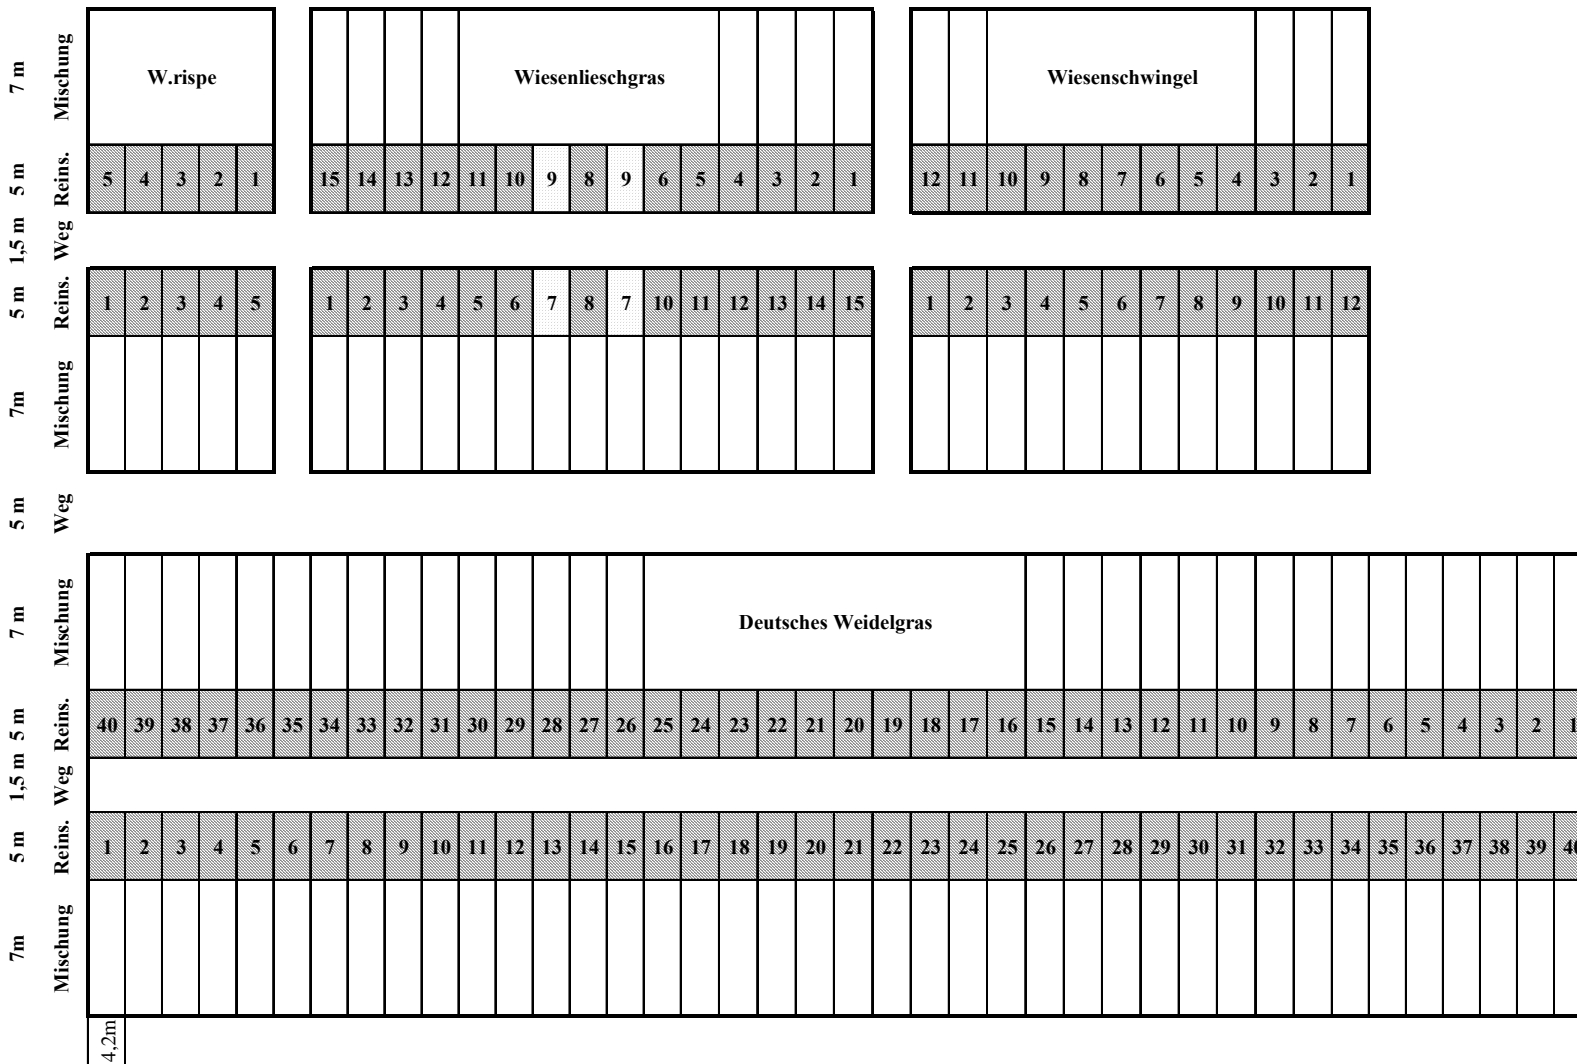 7 m Mischung W.rispe Wiesenlieschgras Wiesenschwingel
5 m Reins. 5 4 3 2 1 15 14 13 12 11 10 9 8 9 6 5 4 3 2 1 12 11 10 9 8 7 6 5 4 3 2 1
1,5 m Weg
5 m Reins. 1 2 3 4 5 1 2 3 4 5 6 7 8 7 10 11 12 13 14 15 1 2 3 4 5 6 7 8 9 10 11 12
7m Mischung
5 m Weg
7 m Mischung Deutsches Weidelgras
5 m Reins. 40 39 38 37 36 35 34 33 32 31 30 29 28 27 26 25 24 23 22 21 20 19 18 17 16 15 14 13 12 11 10 9 8 7 6 5 4 3 2 1
1,5 m Weg
5 m Reins. 1 2 3 4 5 6 7 8 9 10 11 12 13 14 15 16 17 18 19 20 21 22 23 24 25 26 27 28 29 30 31 32 33 34 35 36 37 38 39 40
7m Mischung
4,2m